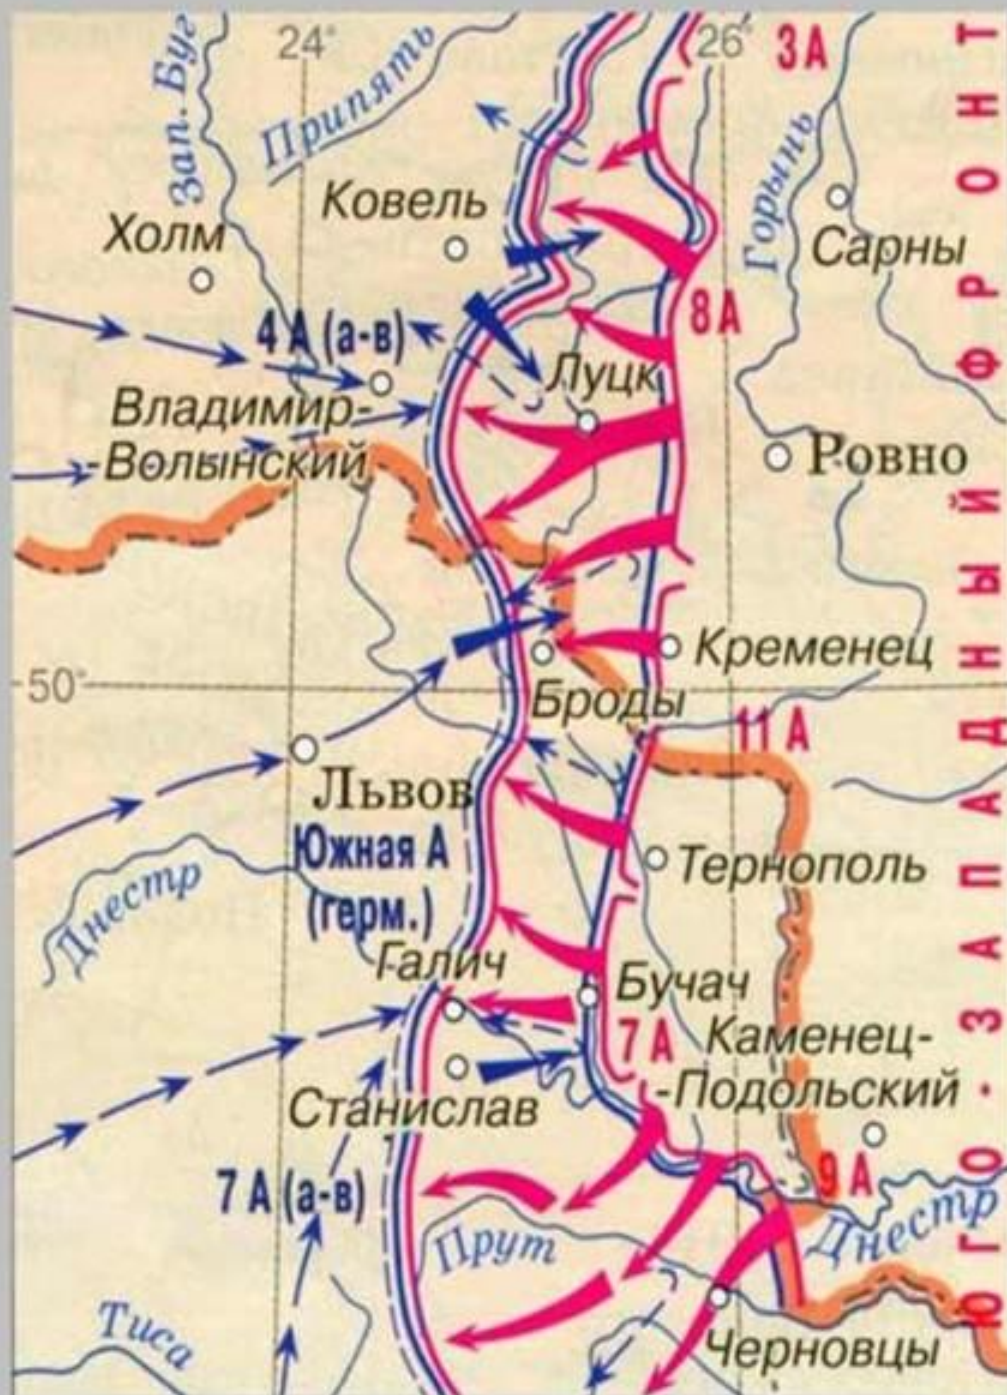 24°
26°
3А
Зап. Буг
Припять
Горынь
Ковель
Холм
Сарны
8А
4 А (а-в)
Луцк
Владимир-
-Волынский
Ровно
Кременец
50°
Броды
11 А
Львов
Южная А
(герм.)
Тернополь
Днестр
Галич
Бучач
7 А
Каменец-
-Подольский
Станислав
9 А
7 А (а-в)
Днестр
Прут
Тиса
Черновцы
ЮГО-ЗАПАДНЫЙ ФРОНТ